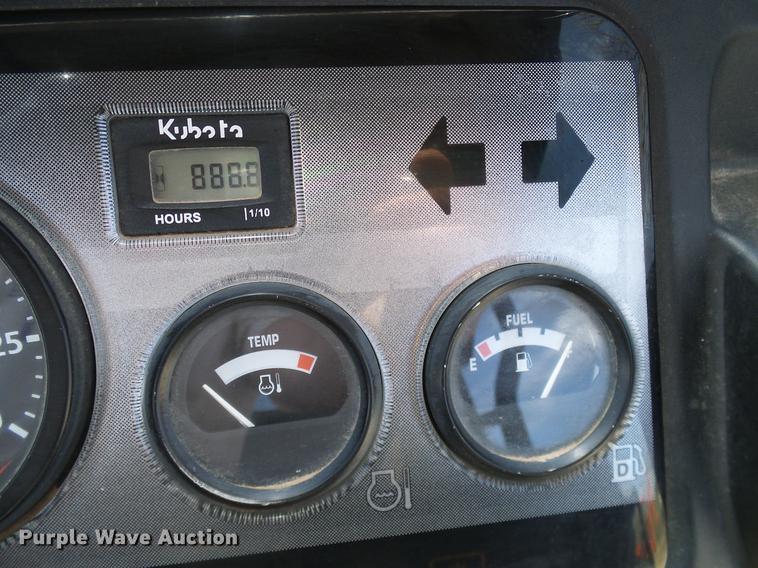 Kubota
888.8
HOURS 1/10
25
TEMP
FUEL
E
D
Purple Wave Auction